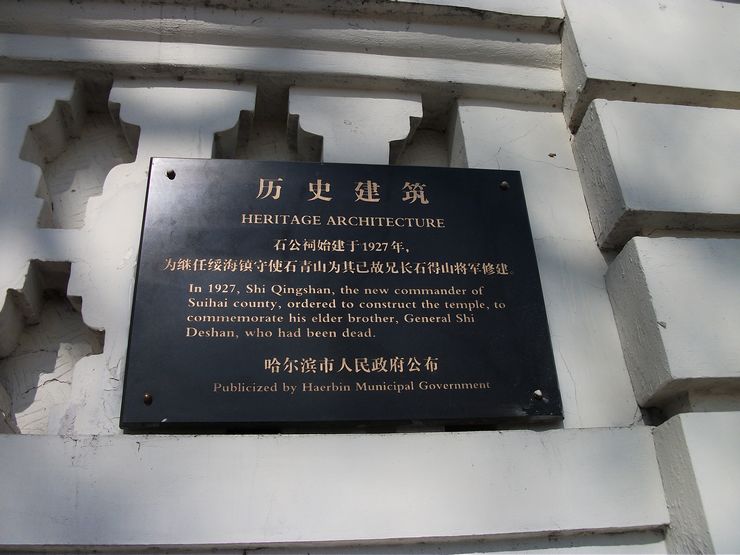 历史建筑
HERITAGE ARCHITECTURE
石公祠始建于1927年，
为继任绥海镇守使石青山为其已故兄长石得山将军修建。
In 1927, Shi Qingshan, the new commander of
Suihai county, ordered to construct the temple, to
commemorate his elder brother, General Shi
Deshan, who had been dead.
哈尔滨市人民政府公布
Publicized by Haerbin Municipal Government